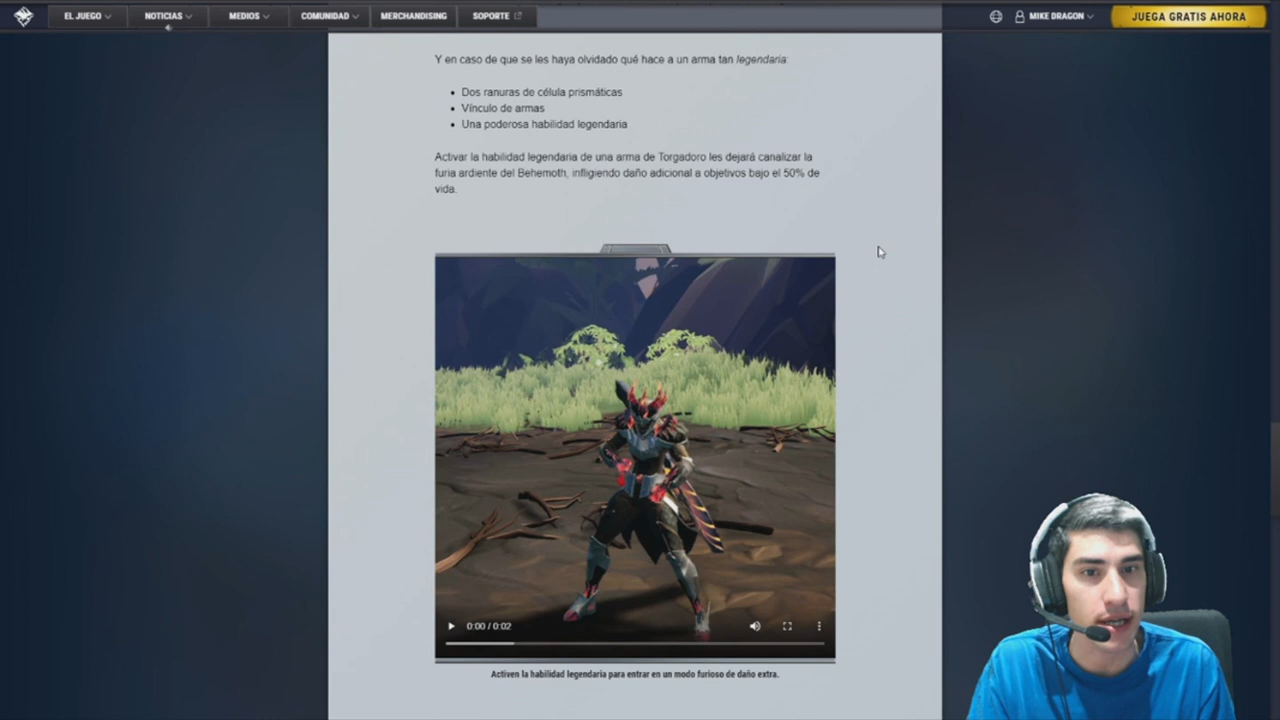 EL JUEGO NOTICIAS MEDIOS COMUNIDAD MERCHANDISING SOPORTE MIKE DRAGON JUEGA GRATIS AHORA
Y en caso de que se les haya olvidado qué hace a un arma tan legendaria:
• Dos ranuras de célula prismáticas
• Vínculo de armas
• Una poderosa habilidad legendaria
Activar la habilidad legendaria de una arma de Torgadoro les dejará canalizar la
furia ardiente del Behemoth, infligiendo daño adicional a objetivos bajo el 50% de
vida.
0:00 / 0:02
Activen la habilidad legendaria para entrar en un modo furioso de daño extra.